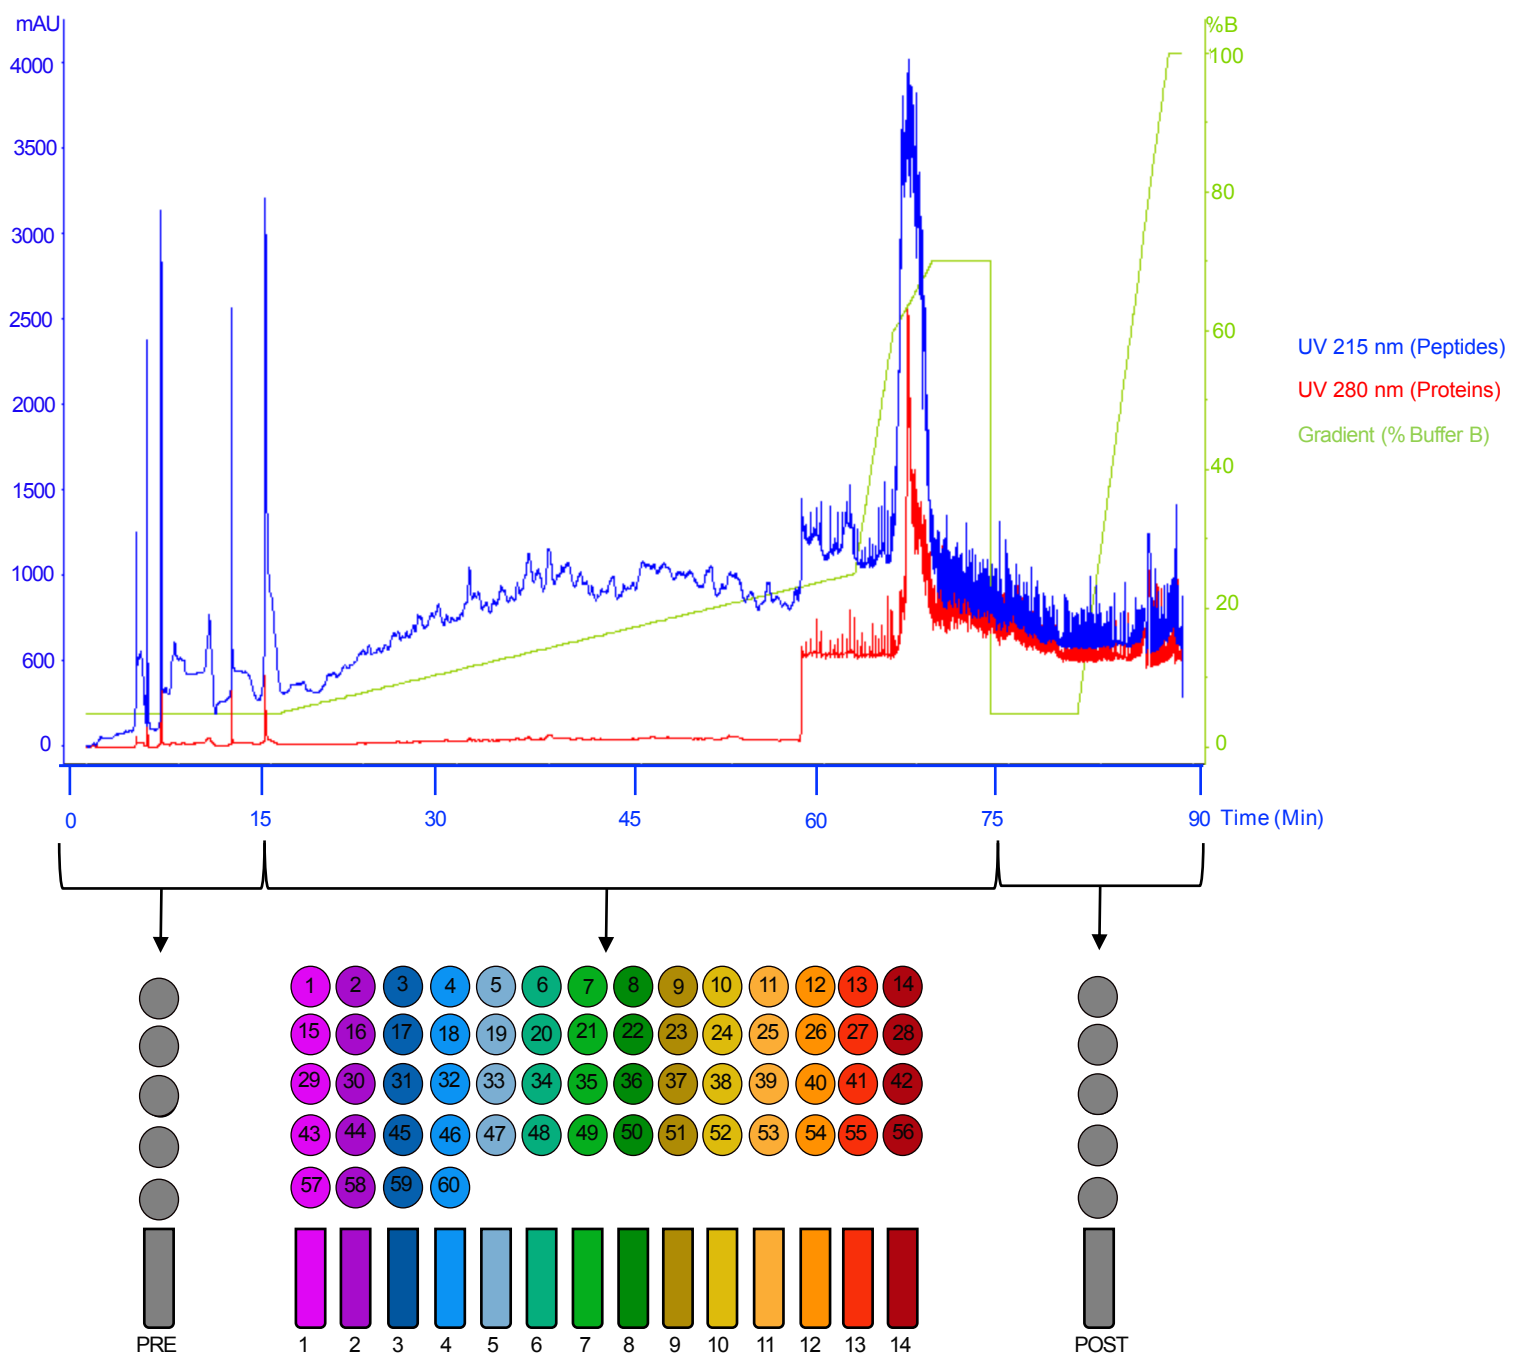 mAU
%B
4000
3500
3000
2500
2000
1500
1000
600
0
100
80
60
40
20
0
UV 215 nm (Peptides)
UV 280 nm (Proteins)
Gradient (% Buffer B)
0 15 30 45 60 75 90 Time (Min)
1 2 3 4 5 6 7 8 9 10 11 12 13 14
15 16 17 18 19 20 21 22 23 24 25 26 27 28
29 30 31 32 33 34 35 36 37 38 39 40 41 42
43 44 45 46 47 48 49 50 51 52 53 54 55 56
57 58 59 60
PRE 1 2 3 4 5 6 7 8 9 10 11 12 13 14 POST